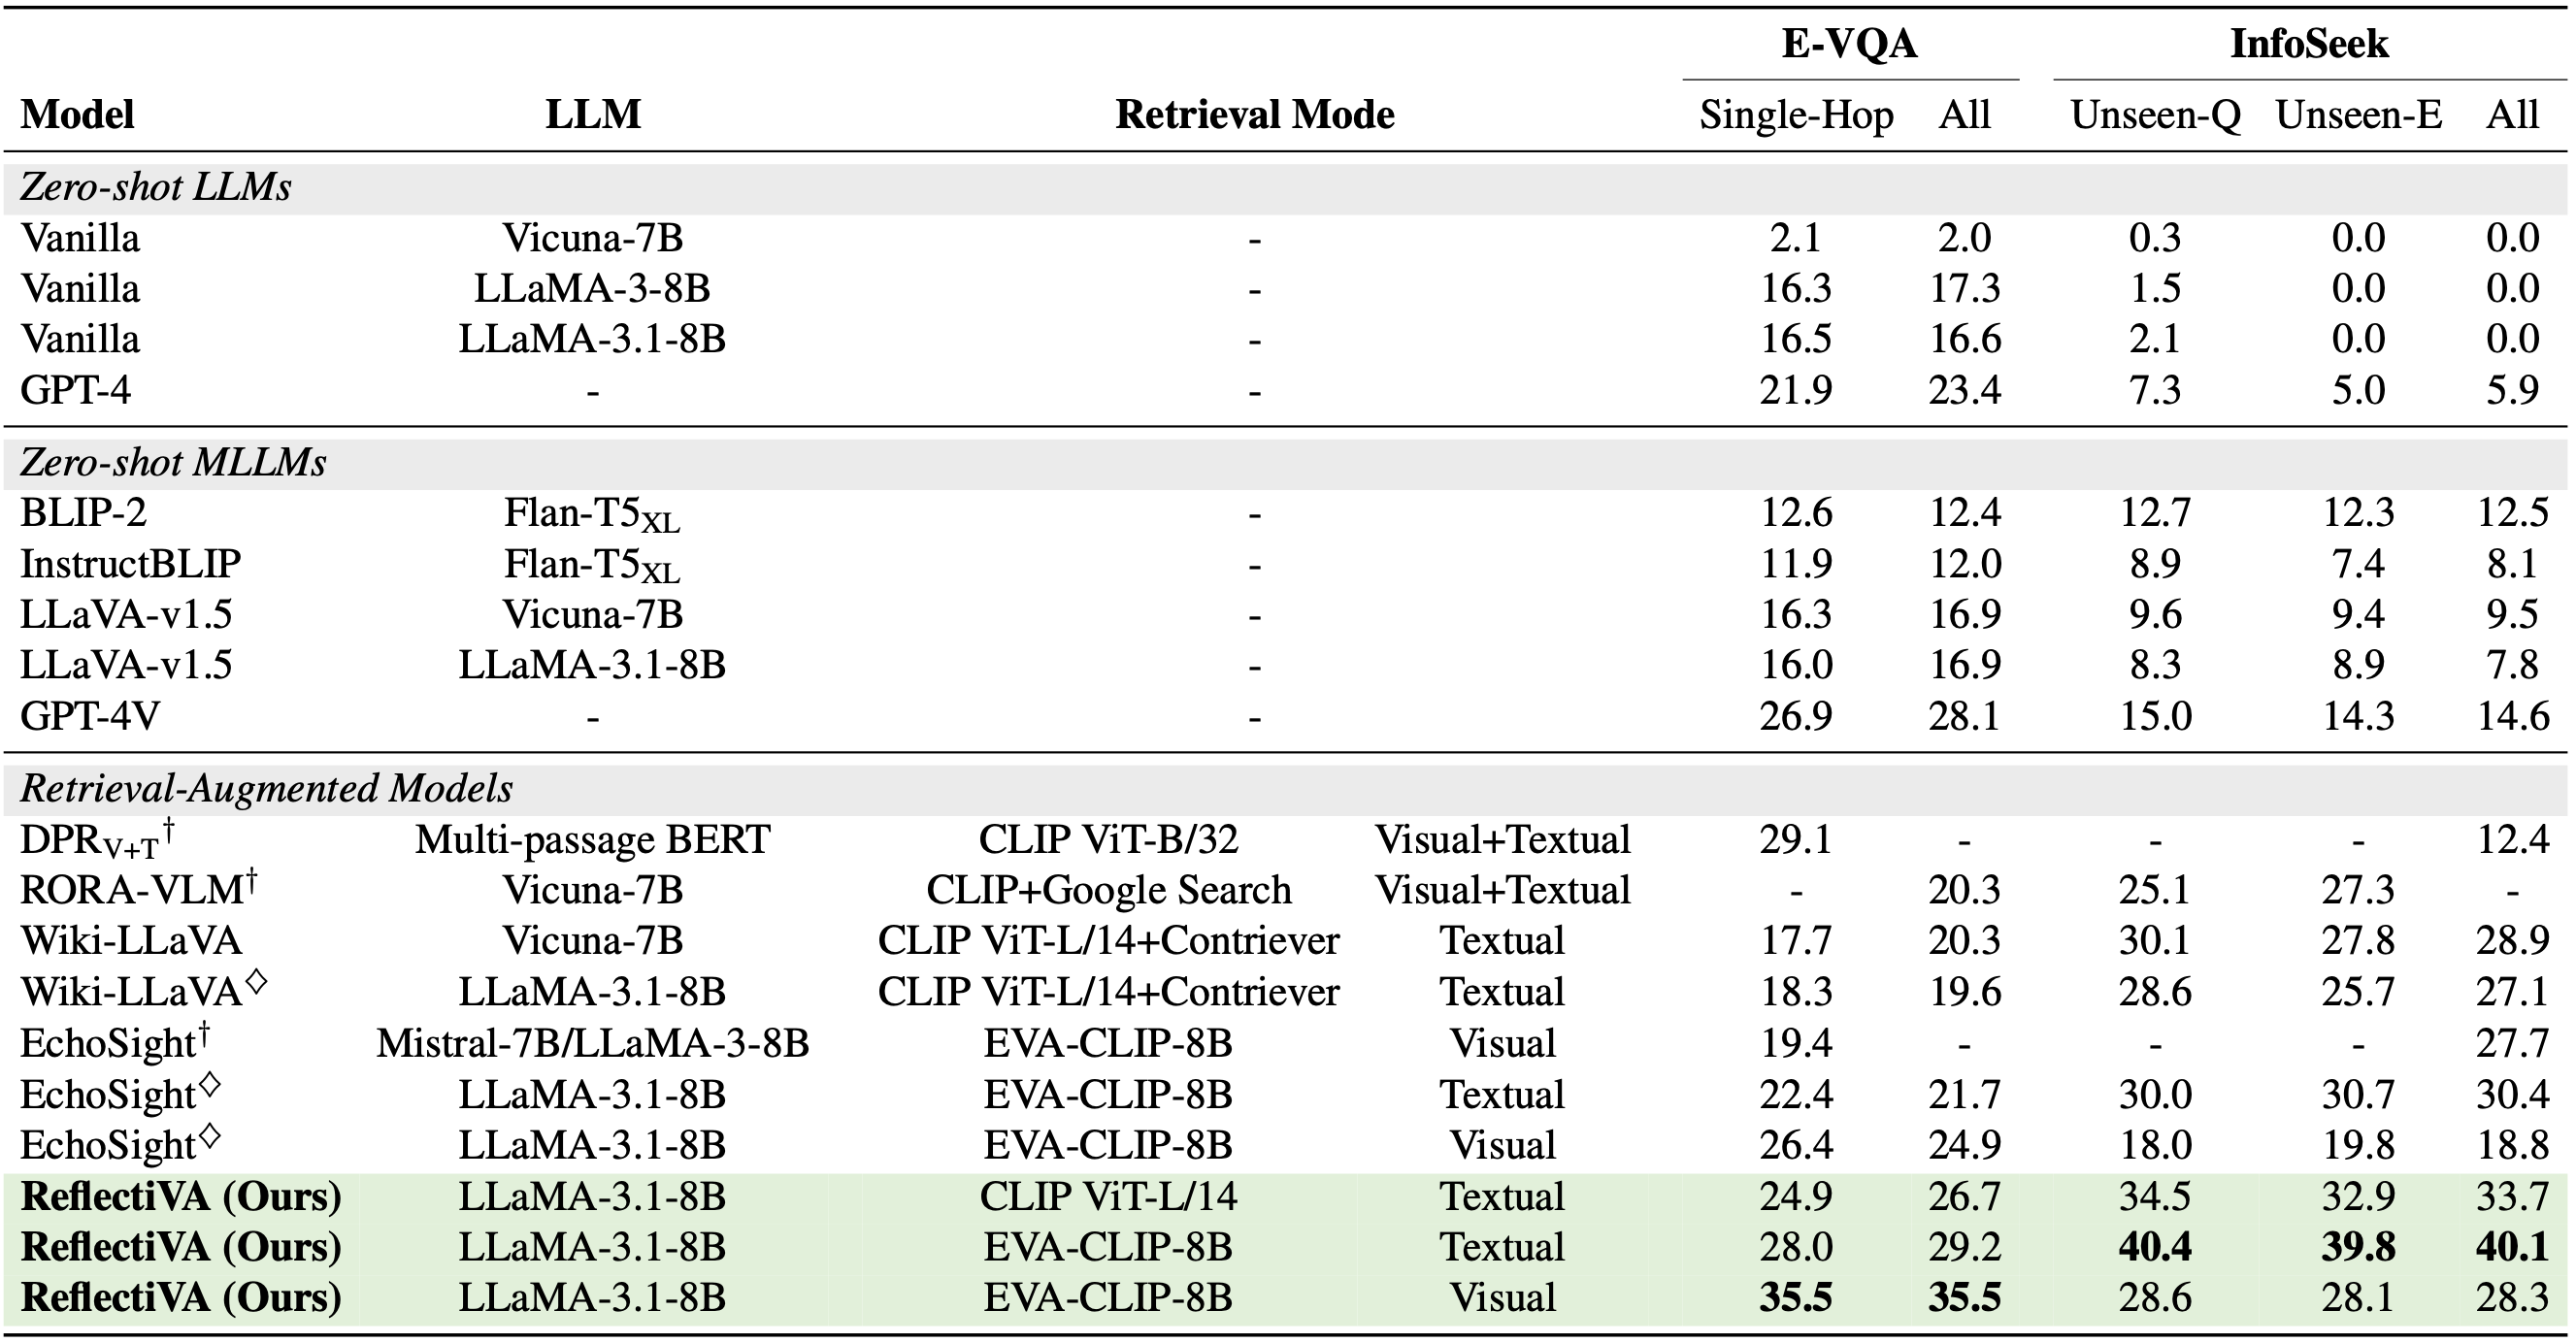 E-VQA InfoSeek
Model LLM Retrieval Mode Single-Hop All Unseen-Q Unseen-E All
Zero-shot LLMs
Vanilla Vicuna-7B - 2.1 2.0 0.3 0.0 0.0
Vanilla LLaMA-3-8B - 16.3 17.3 1.5 0.0 0.0
Vanilla LLaMA-3.1-8B - 16.5 16.6 2.1 0.0 0.0
GPT-4 - - 21.9 23.4 7.3 5.0 5.9
Zero-shot MLLMs
BLIP-2 Flan-T5XL - 12.6 12.4 12.7 12.3 12.5
InstructBLIP Flan-T5XL - 11.9 12.0 8.9 7.4 8.1
LLaVA-v1.5 Vicuna-7B - 16.3 16.9 9.6 9.4 9.5
LLaVA-v1.5 LLaMA-3.1-8B - 16.0 16.9 8.3 8.9 7.8
GPT-4V - - 26.9 28.1 15.0 14.3 14.6
Retrieval-Augmented Models
DPRV+T† Multi-passage BERT CLIP ViT-B/32 Visual+Textual 29.1 - - - 12.4
RORA-VLM† Vicuna-7B CLIP+Google Search Visual+Textual - 20.3 25.1 27.3 -
Wiki-LLaVA Vicuna-7B CLIP ViT-L/14+Contriever Textual 17.7 20.3 30.1 27.8 28.9
Wiki-LLaVA◇ LLaMA-3.1-8B CLIP ViT-L/14+Contriever Textual 18.3 19.6 28.6 25.7 27.1
EchoSight† Mistral-7B/LLaMA-3-8B EVA-CLIP-8B Visual 19.4 - - - 27.7
EchoSight◇ LLaMA-3.1-8B EVA-CLIP-8B Textual 22.4 21.7 30.0 30.7 30.4
EchoSight◇ LLaMA-3.1-8B EVA-CLIP-8B Visual 26.4 24.9 18.0 19.8 18.8
ReflectiVA (Ours) LLaMA-3.1-8B CLIP ViT-L/14 Textual 24.9 26.7 34.5 32.9 33.7
ReflectiVA (Ours) LLaMA-3.1-8B EVA-CLIP-8B Textual 28.0 29.2 40.4 39.8 40.1
ReflectiVA (Ours) LLaMA-3.1-8B EVA-CLIP-8B Visual 35.5 35.5 28.6 28.1 28.3